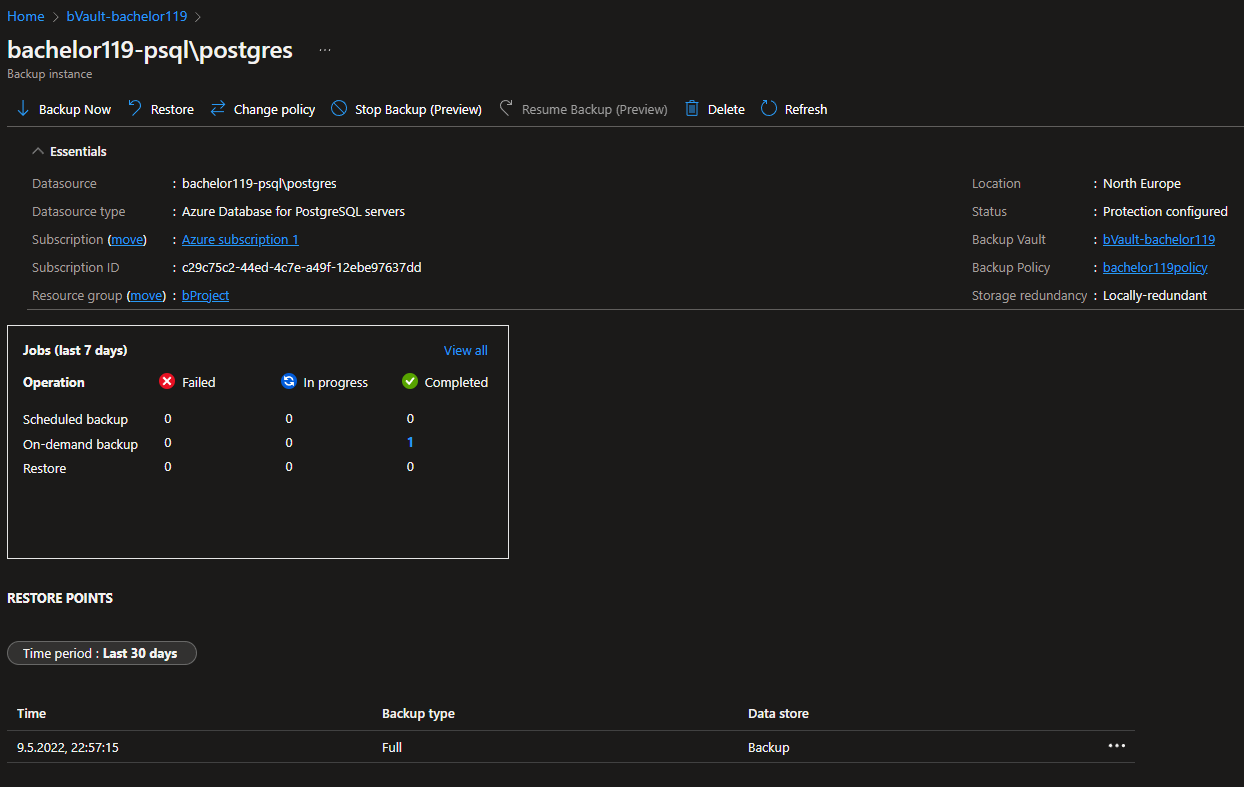 Home > bVault-bachelor119 >
bachelor119-psql\postgres ...
Backup instance
Backup Now Restore Change policy Stop Backup (Preview) Resume Backup (Preview) Delete Refresh
Essentials
Datasource : bachelor119-psql\postgres
Datasource type : Azure Database for PostgreSQL servers
Subscription (move) : Azure subscription 1
Subscription ID : c29c75c2-44ed-4c7e-a49f-12ebe97637dd
Resource group (move) : bProject
Location : North Europe
Status : Protection configured
Backup Vault : bVault-bachelor119
Backup Policy : bachelor119policy
Storage redundancy : Locally-redundant
Jobs (last 7 days) View all
Operation Failed In progress Completed
Scheduled backup 0 0 0
On-demand backup 0 0 1
Restore 0 0 0
RESTORE POINTS
Time period : Last 30 days
Time Backup type Data store
9.5.2022, 22:57:15 Full Backup ...